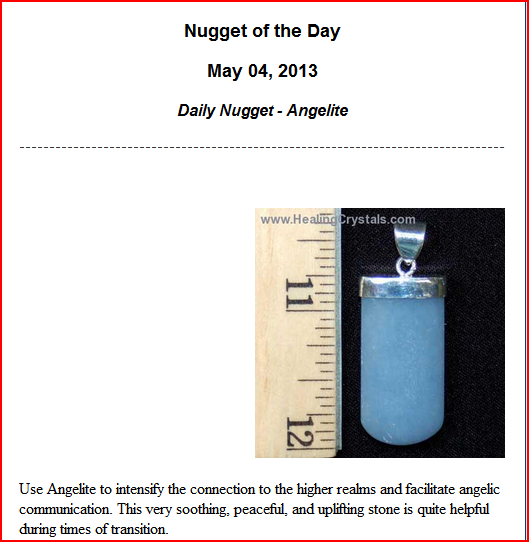 Nugget of the Day
May 04, 2013
Daily Nugget - Angelite
www.HealingCrystals.com
11
12
Use Angelite to intensify the connection to the higher realms and facilitate angelic
communication. This very soothing, peaceful, and uplifting stone is quite helpful
during times of transition.